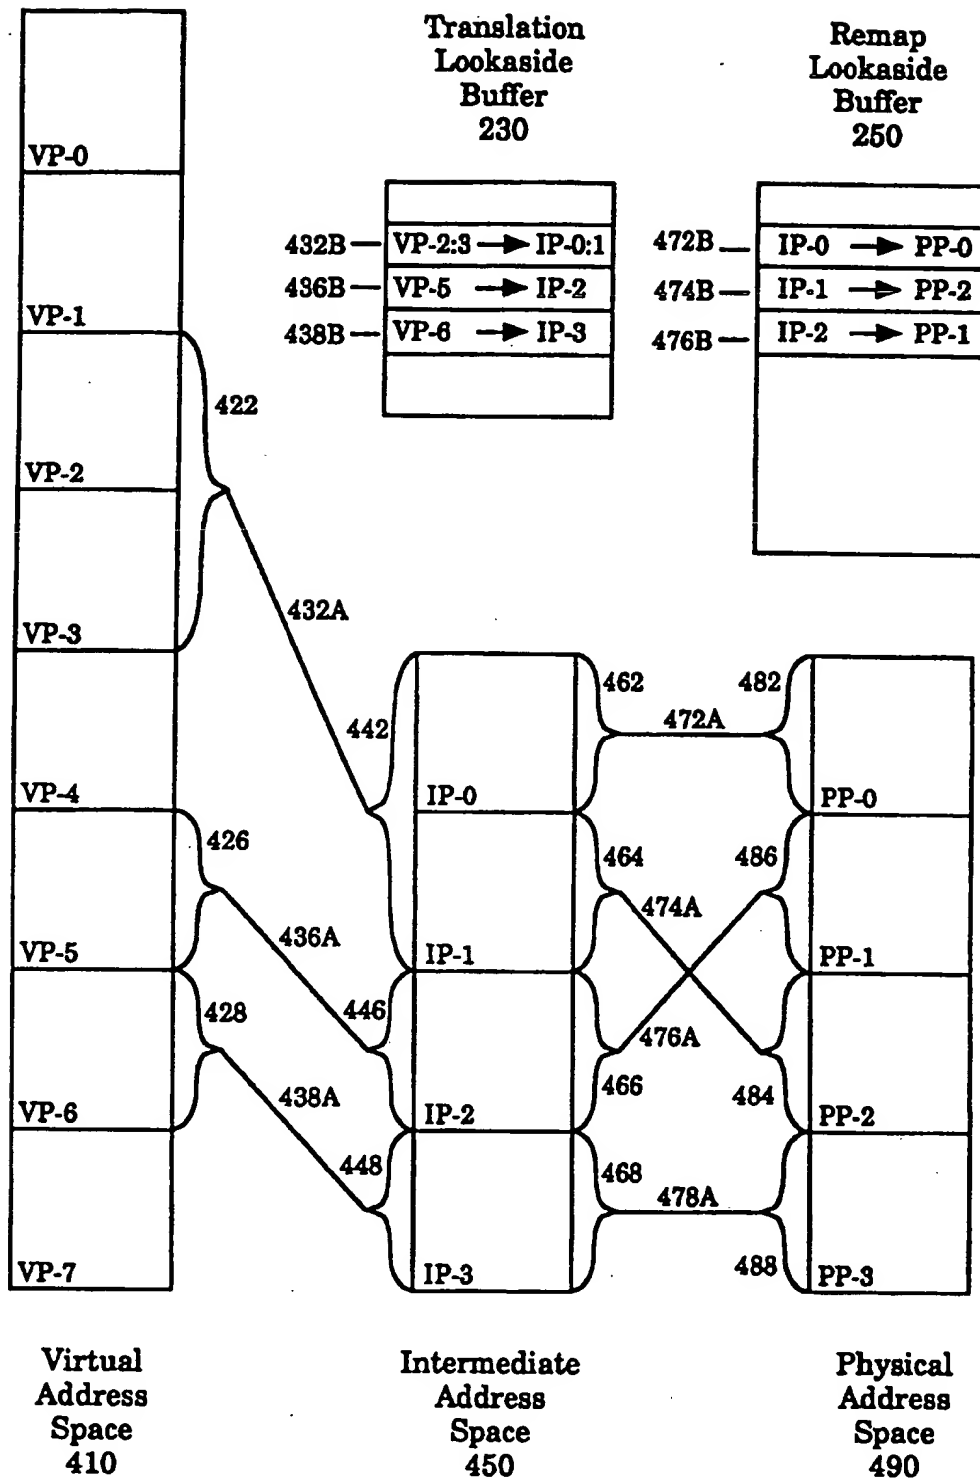 Translation
Lookaside
Buffer
230
Remap
Lookaside
Buffer
250
432B VP-2:3 IP-0:1
436B VP-5 IP-2
438B VP-6 IP-3
472B IP-0 PP-0
474B IP-1 PP-2
476B IP-2 PP-1
VP-0
VP-1
VP-2
VP-3
VP-4
VP-5
VP-6
VP-7
422
426
428
432A
436A
438A
442
446
448
IP-0
IP-1
IP-2
IP-3
462
464
466
468
472A
474A
476A
478A
482
486
484
488
PP-0
PP-1
PP-2
PP-3
Virtual
Address
Space
410
Intermediate
Address
Space
450
Physical
Address
Space
490